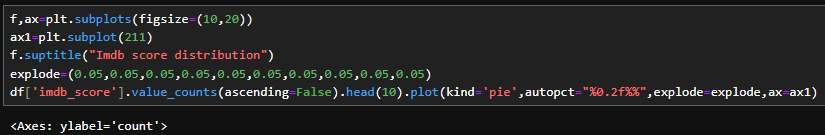 f,ax=plt.subplots(figsize=(10,20))
ax1=plt.subplot(211)
f.suptitle("Imdb score distribution")
explode=(0.05,0.05,0.05,0.05,0.05,0.05,0.05,0.05,0.05,0.05)
df['imdb_score'].value_counts(ascending=False).head(10).plot(kind='pie',autopct="%0.2f%%",explode=explode,ax=ax1)
<Axes: ylabel='count'>